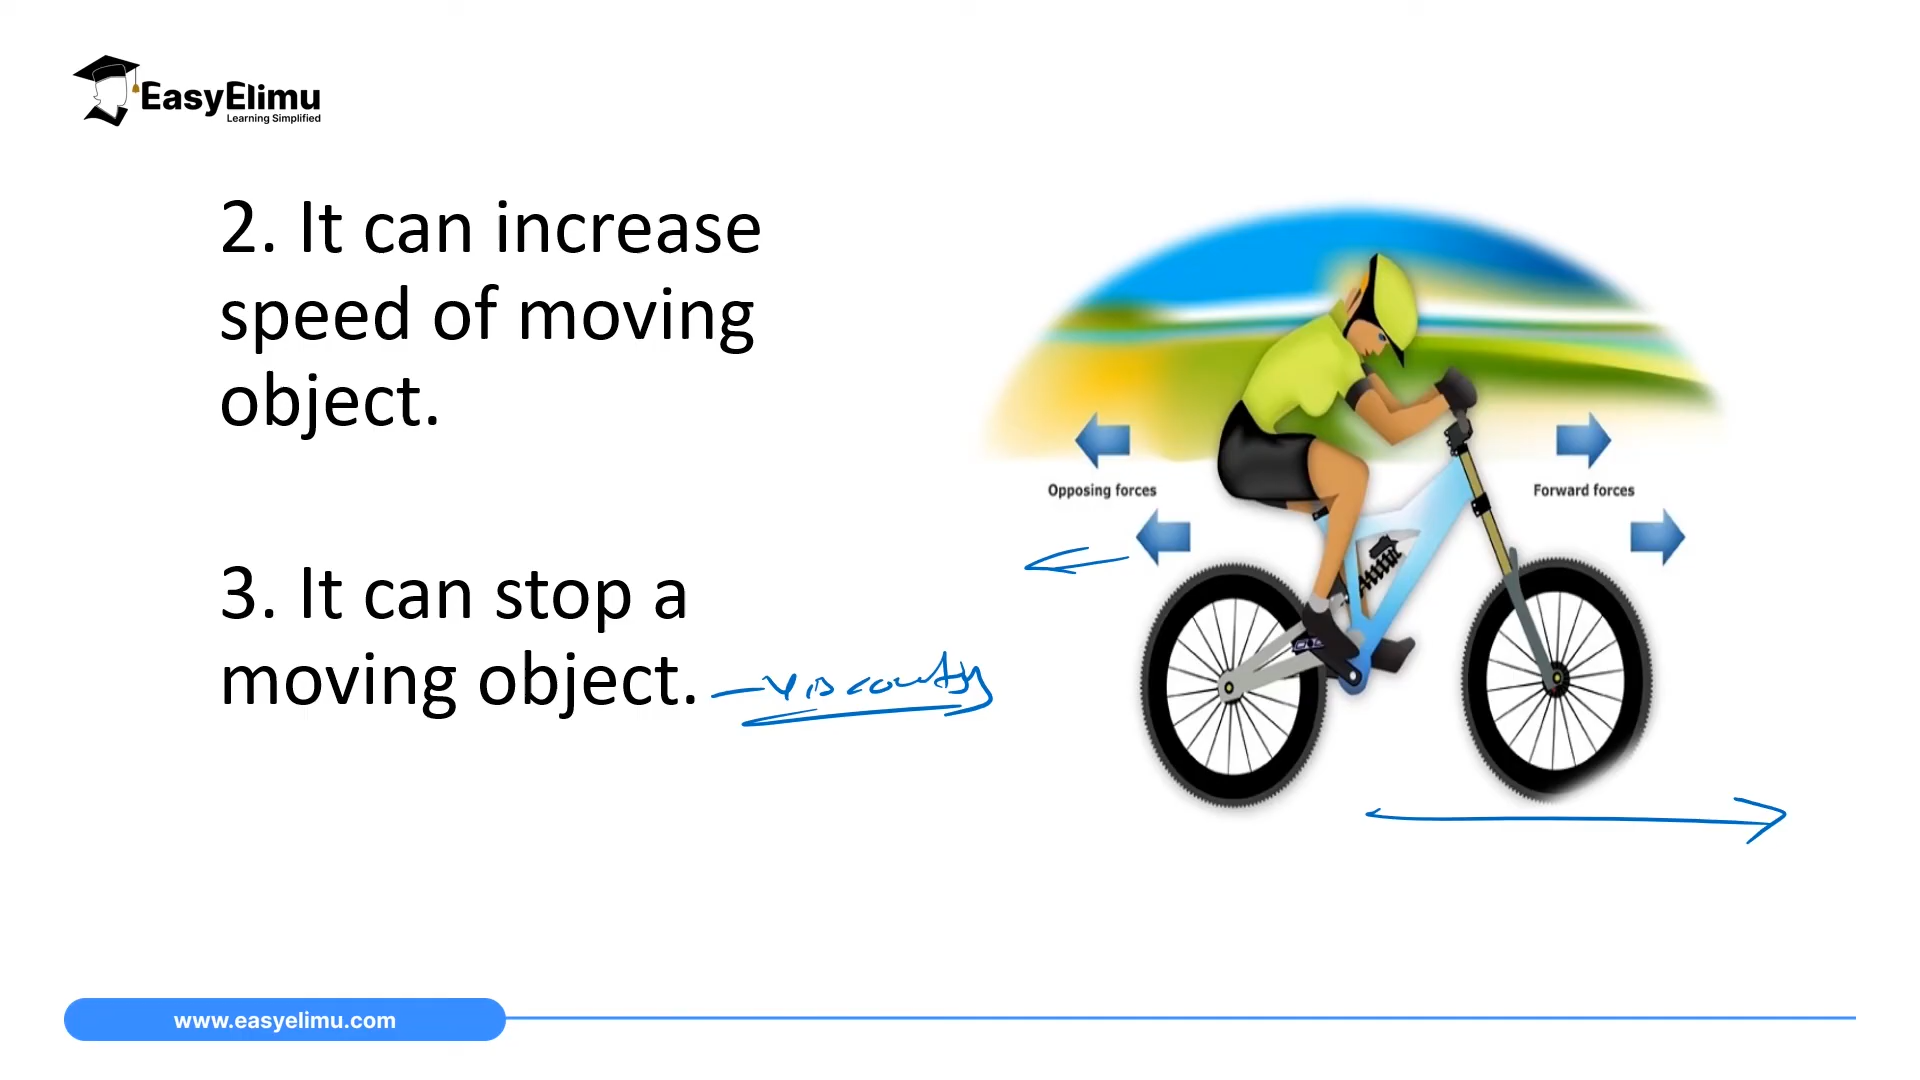 EasyElimu
Learning Simplified
2. It can increase
speed of moving
object.
Opposing forces
Forward forces
3. It can stop a
moving object.
www.easyelimu.com